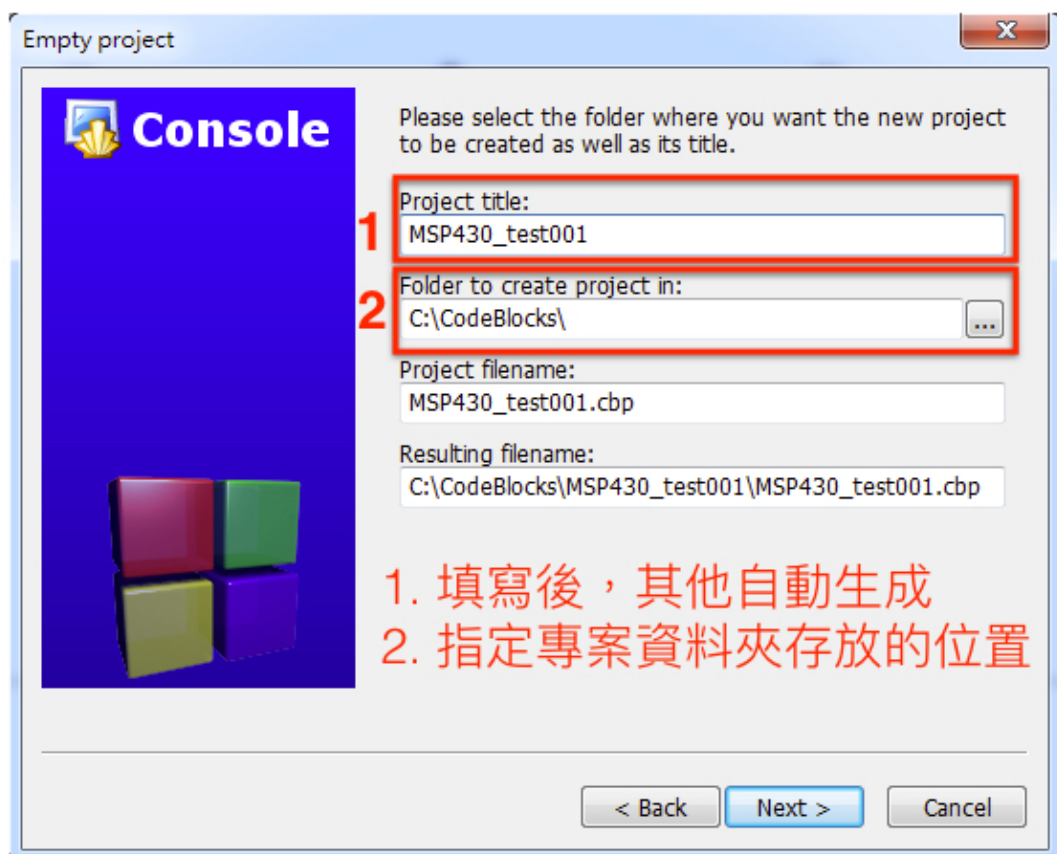 Empty project
Console
Please select the folder where you want the new project
to be created as well as its title.
1
Project title:
MSP430_test001
2
Folder to create project in:
C:\CodeBlocks\
...
Project filename:
MSP430_test001.cbp
Resulting filename:
C:\CodeBlocks\MSP430_test001\MSP430_test001.cbp
1. 填寫後，其他自動生成
2. 指定專案資料夾存放的位置
< Back
Next >
Cancel